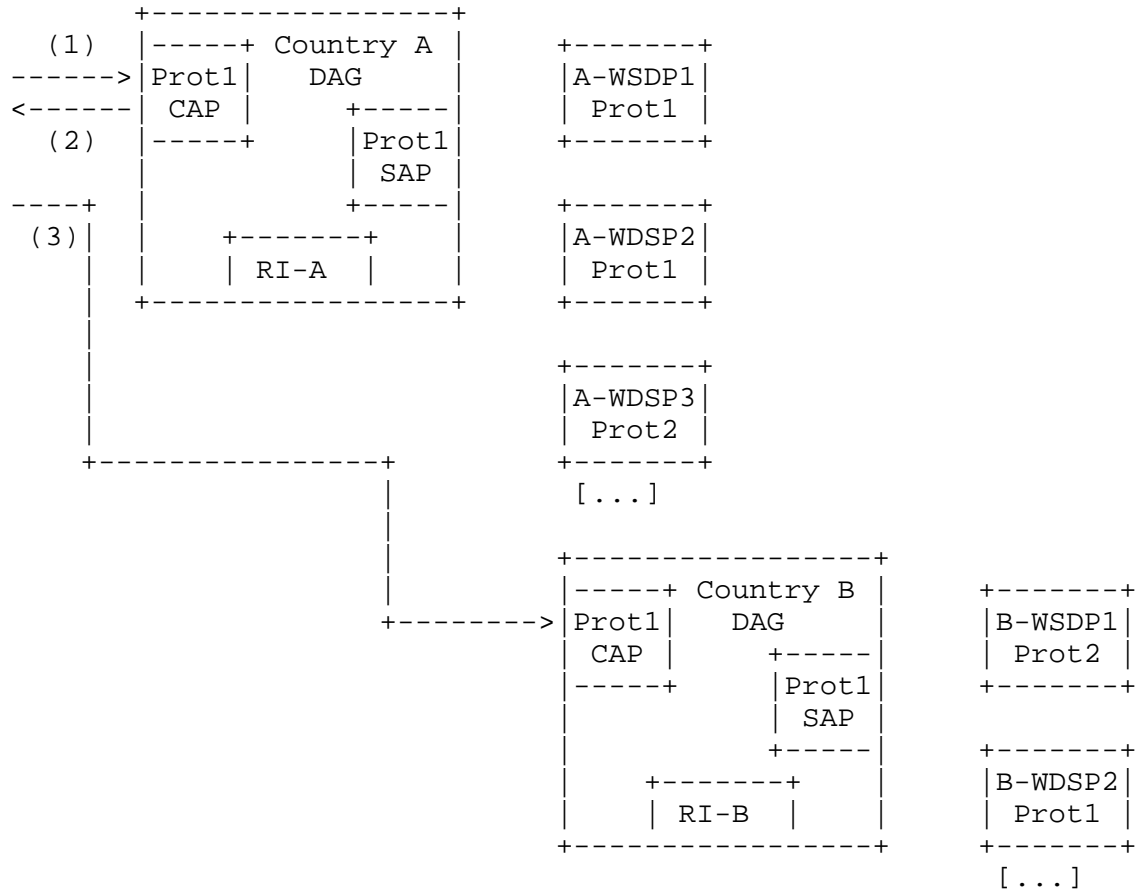 (1) Country A
Prot1 DAG A-WSDP1
CAP Prot1
(2) Prot1
SAP
(3) A-WDSP2
RI-A Prot1
A-WDSP3
Prot2
[...]
Country B
Prot1 DAG B-WSDP1
CAP Prot2
Prot1
SAP
B-WDSP2
RI-B Prot1
[...]